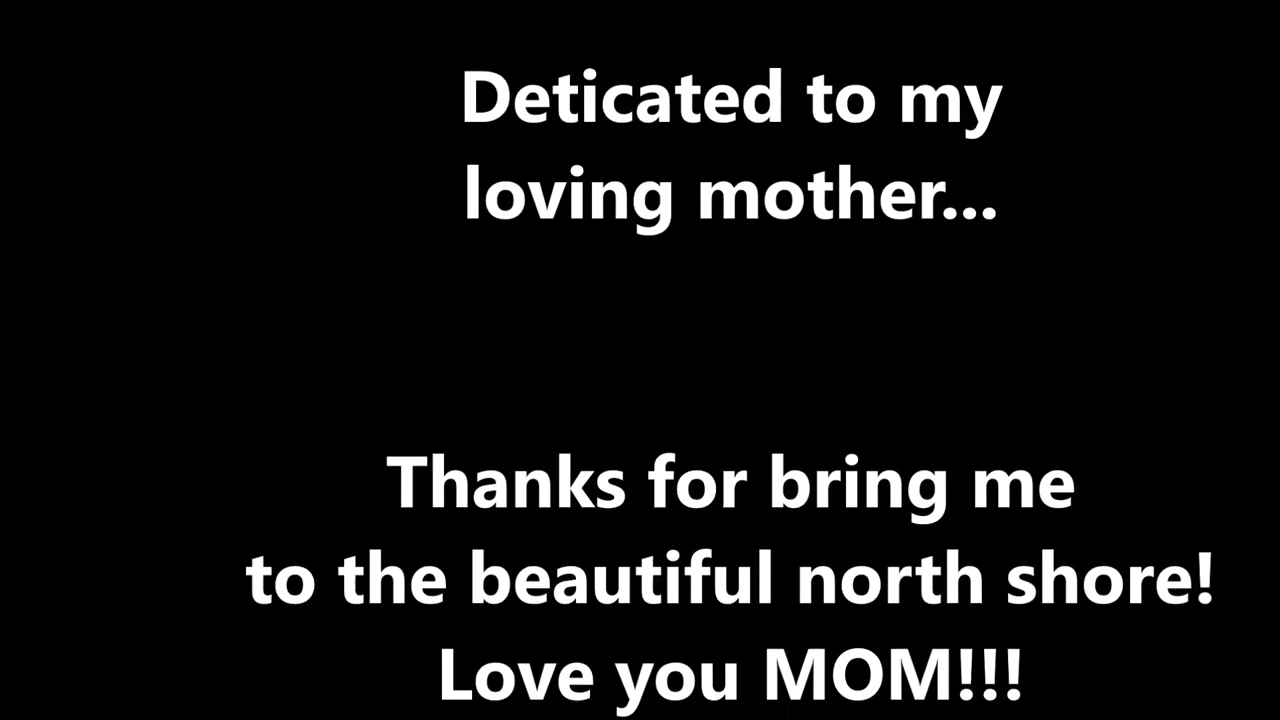 Deticated to my
loving mother...
Thanks for bring me
to the beautiful north shore!
Love you MOM!!!